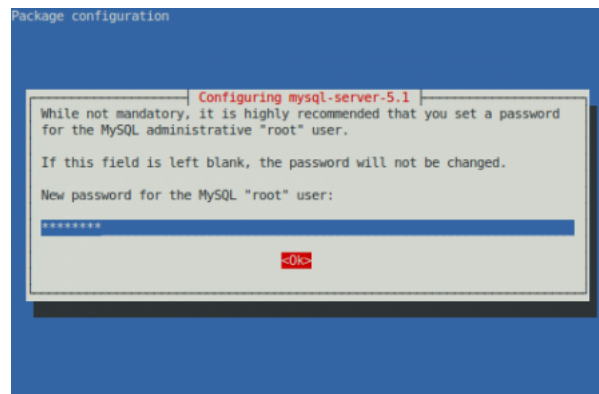 Package configuration
Configuring mysql-server-5.1
While not mandatory, it is highly recommended that you set a password
for the MySQL administrative "root" user.
If this field is left blank, the password will not be changed.
New password for the MySQL "root" user:
********
<Ok>